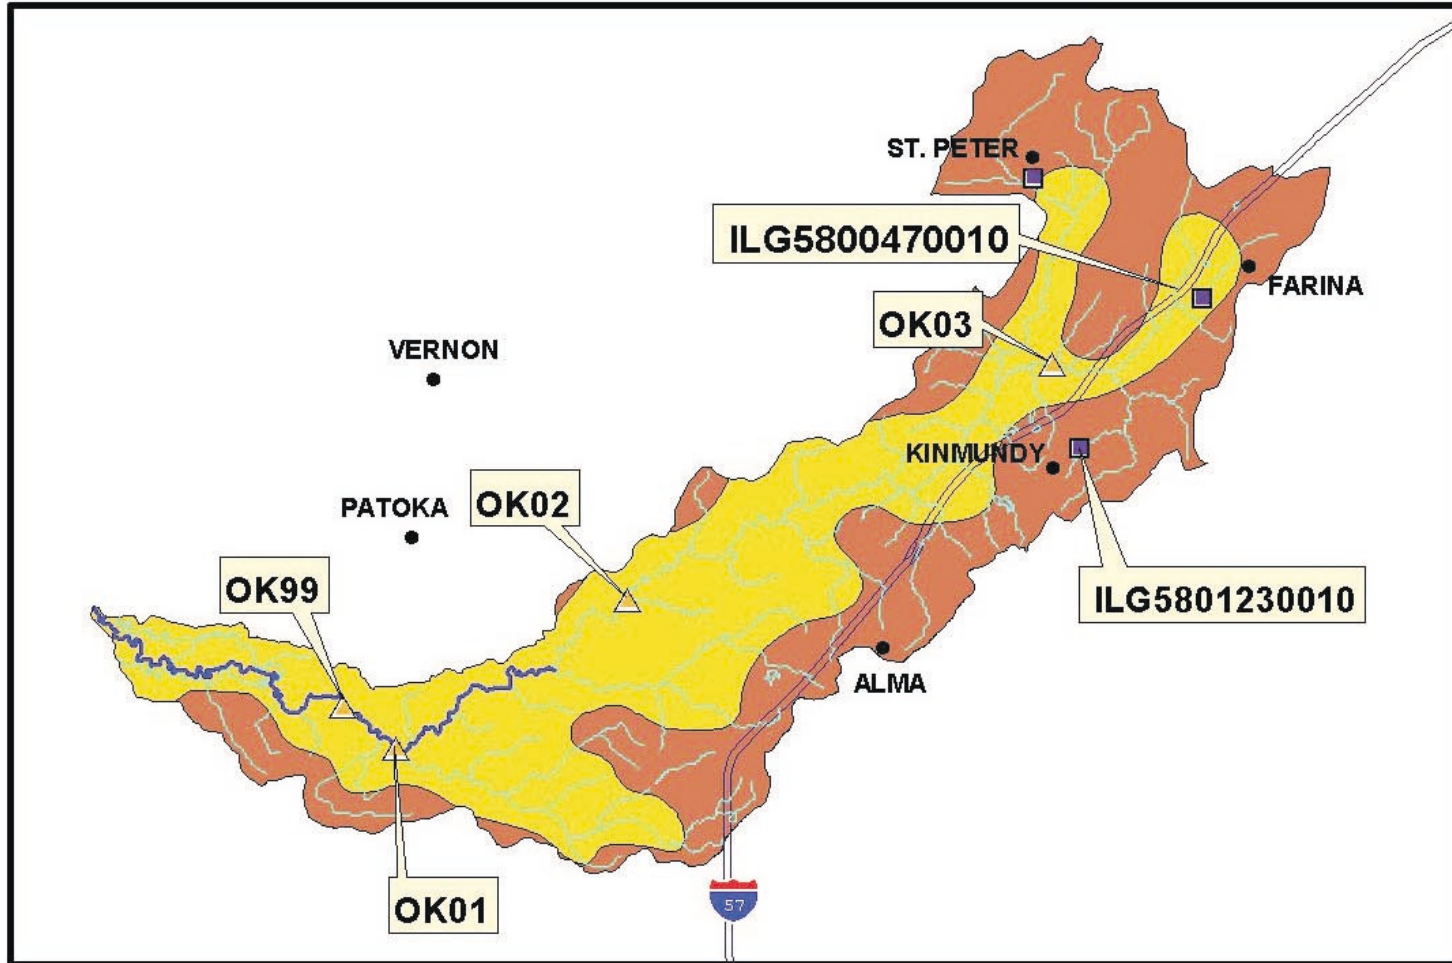 ST. PETER
ILG5800470010
FARINA
OK03
VERNON
KINMUNDY
OK02
PATOKA
OK99
ILG5801230010
ALMA
OK01
57